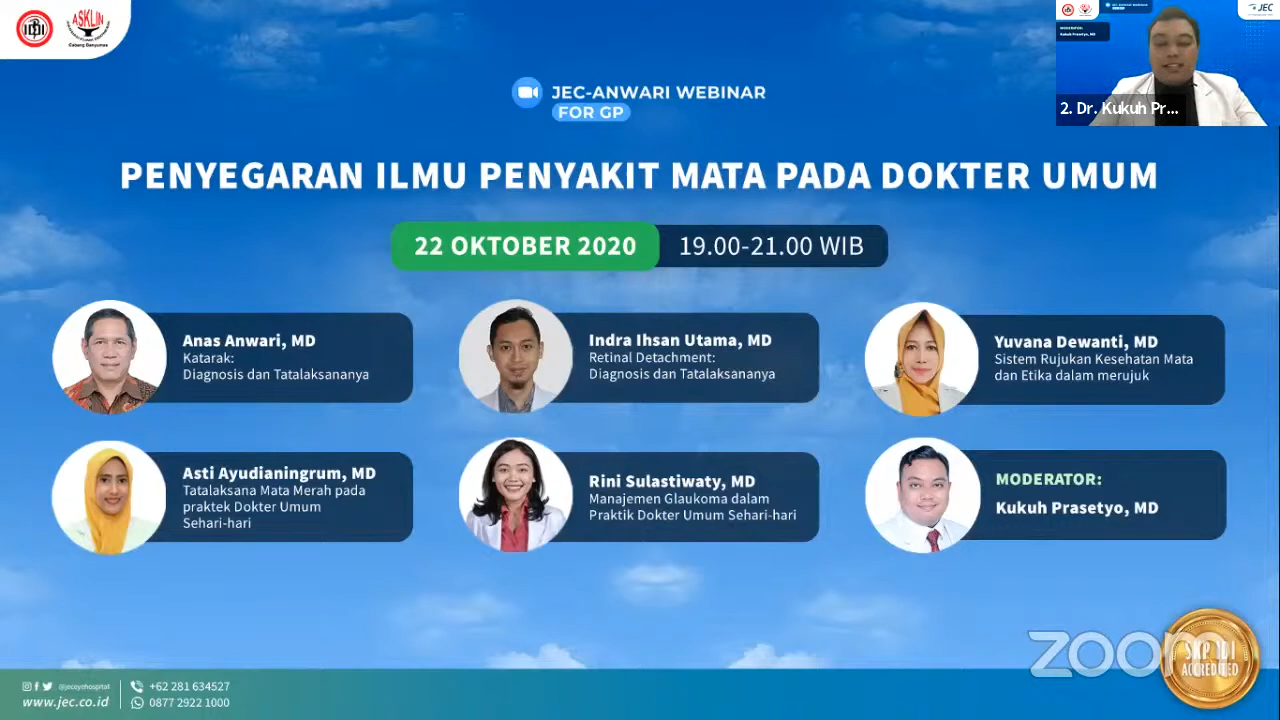 IDI
ASKLIN
Cabang Banyumas
JEC-ANWARI WEBINAR
FOR GP
JEC
MODERATOR:
Kukuh Prasetyo, MD
2. Dr. Kukuh Pr...
PENYEGARAN ILMU PENYAKIT MATA PADA DOKTER UMUM
22 OKTOBER 2020
19.00-21.00 WIB
Anas Anwari, MD
Katarak:
Diagnosis dan Tatalaksananya
Indra Ihsan Utama, MD
Retinal Detachment:
Diagnosis dan Tatalaksananya
Yuvana Dewanti, MD
Sistem Rujukan Kesehatan Mata
dan Etika dalam merujuk
Asti Ayudianingrum, MD
Tatalaksana Mata Merah pada
praktek Dokter Umum
Sehari-hari
Rini Sulastiwaty, MD
Manajemen Glaukoma dalam
Praktik Dokter Umum Sehari-hari
MODERATOR:
Kukuh Prasetyo, MD
zoom
SKP IDI
ACCREDITED
+62 281 634527
www.jec.co.id
0877 2922 1000